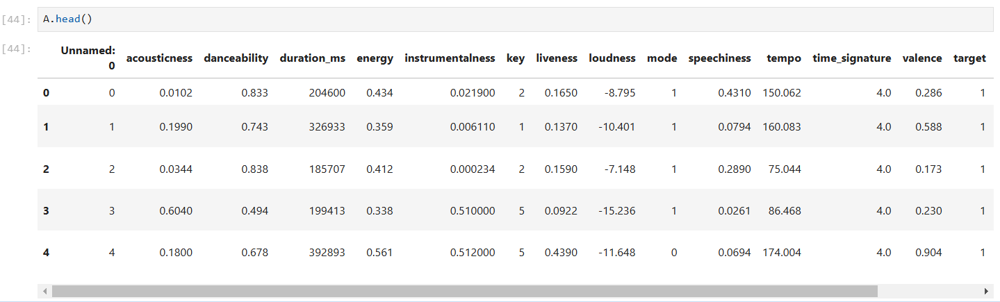 [44]: A.head()
[44]:
Unnamed: 0 acousticness danceability duration_ms energy instrumentalness key liveness loudness mode speechiness tempo time_signature valence target
0 0 0.0102 0.833 204600 0.434 0.021900 2 0.1650 -8.795 1 0.4310 150.062 4.0 0.286 1
1 1 0.1990 0.743 326933 0.359 0.006110 1 0.1370 -10.401 1 0.0794 160.083 4.0 0.588 1
2 2 0.0344 0.838 185707 0.412 0.000234 2 0.1590 -7.148 1 0.2890 75.044 4.0 0.173 1
3 3 0.6040 0.494 199413 0.338 0.510000 5 0.0922 -15.236 1 0.0261 86.468 4.0 0.230 1
4 4 0.1800 0.678 392893 0.561 0.512000 5 0.4390 -11.648 0 0.0694 174.004 4.0 0.904 1